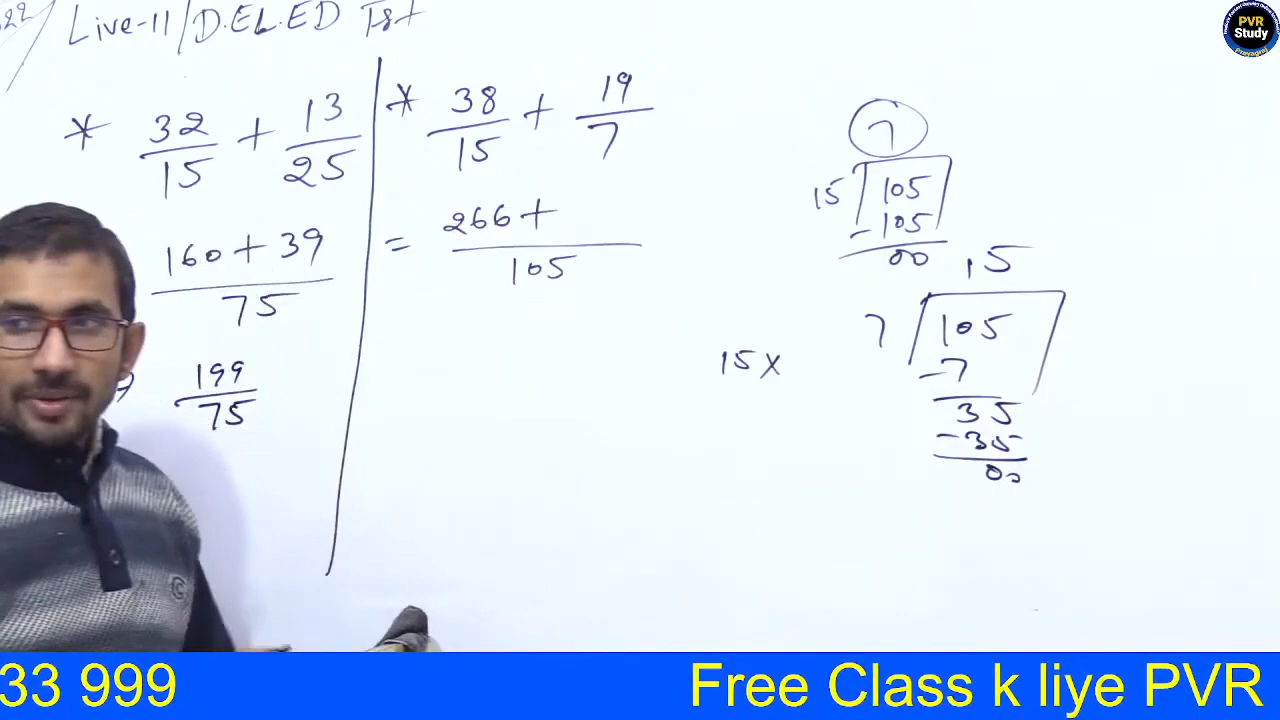 Live-11/D.EL.ED Ist
* 32/15 + 13/25
160+39/75
199/75
* 38/15 + 19/7
= 266+/105
7
15 105
-105
00
15
7 105
-7
35
-35
00
15×
PVR
Study
Prayagraj
33 999
Free Class k liye PVR